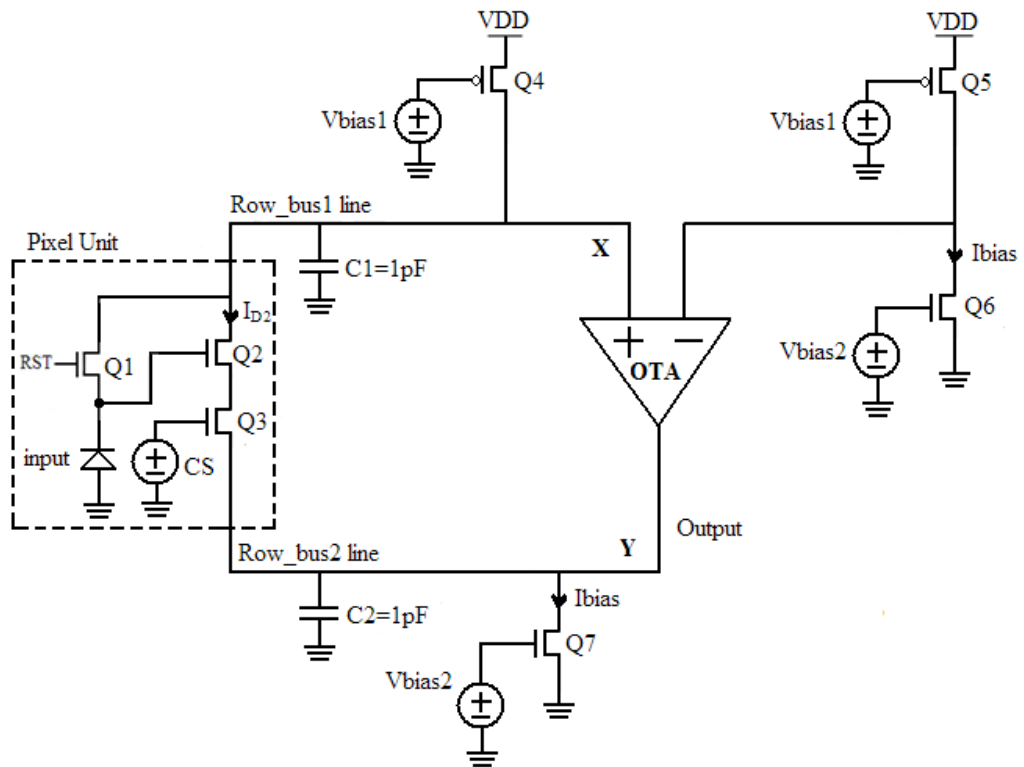 VDD
VDD
Q4
Q5
Vbias1
Vbias1
Row_bus1 line
Pixel Unit
X
Ibias
C1=1pF
ID2
Q6
RST
Q1
Q2
OTA
Vbias2
Q3
input
CS
Output
Row_bus2 line
Y
Ibias
C2=1pF
Q7
Vbias2